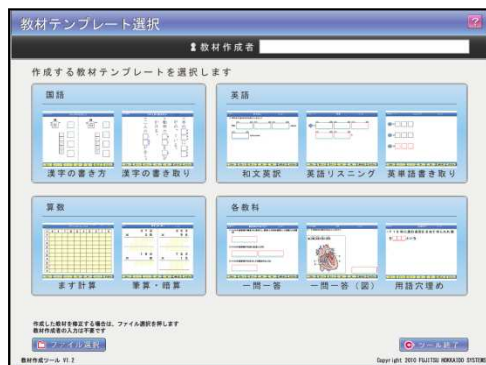 教材テンプレート選択
?
教材作成者
作成する教材テンプレートを選択します
国語
漢字の書き方 漢字の書き取り
英語
和文英訳 英語リスニング 英単語書き取り
算数
ます計算 筆算・暗算
各教科
一問一答 一問一答(図) 用語穴埋め
作成した教材を修正する場合は、ファイル選択を押します
教材作成者の入力は不要です
ファイル選択
ツール終了
教材作成ツール V1.2
Copyright 2010 FUJITSU HOKKAIDO SYSTEMS